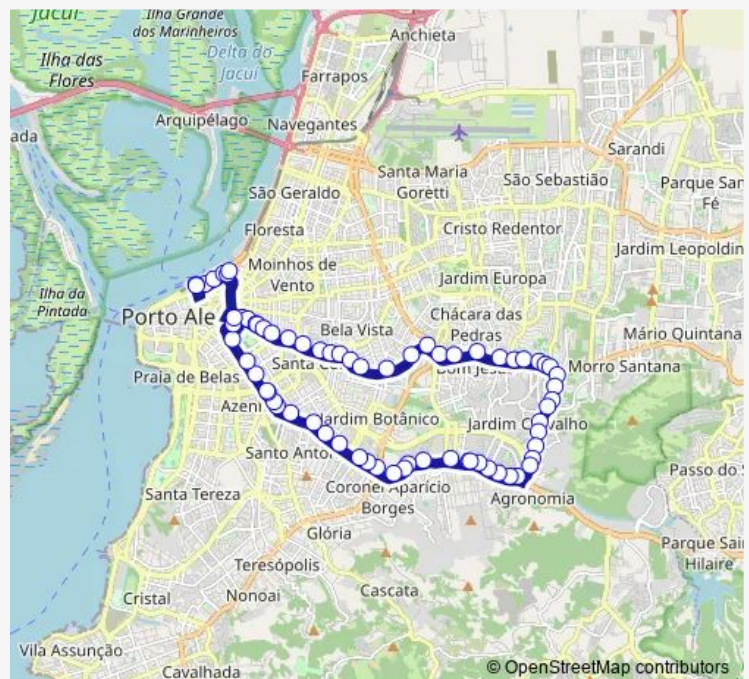 Jacuí
Ilha Grande
dos Marinheiros
Anchieta
Ilha das
Flores
Delta do
Jacuí
Farrapos
ada
Arquipélago
Navegantes
Sarandi
Santa Maria
Goretti
São Sebastião
Parque San
Fé
São Geraldo
Floresta
Cristo Redentor
Jardim Leopoldin
Moinhos de
Vento
Jardim Europa
Ilha da
Pintada
Porto Ale
Bela Vista
Chácara das
Pedras
Mário Quintana
Santa C
Bom Jes
Morro Santana
Praia de Belas
Azeni
Jardim Botânico
Jardim C valho
Santo Anto
Passo do S
Santa Tereza
Coronel Aparício
Borges
Agronomia
Glória
Parque Sain
Hilaire
Teresópolis
Cristal
Nonoai
Cascata
Vila Assunção
Cavalhada
© OpenStreetMap contributors